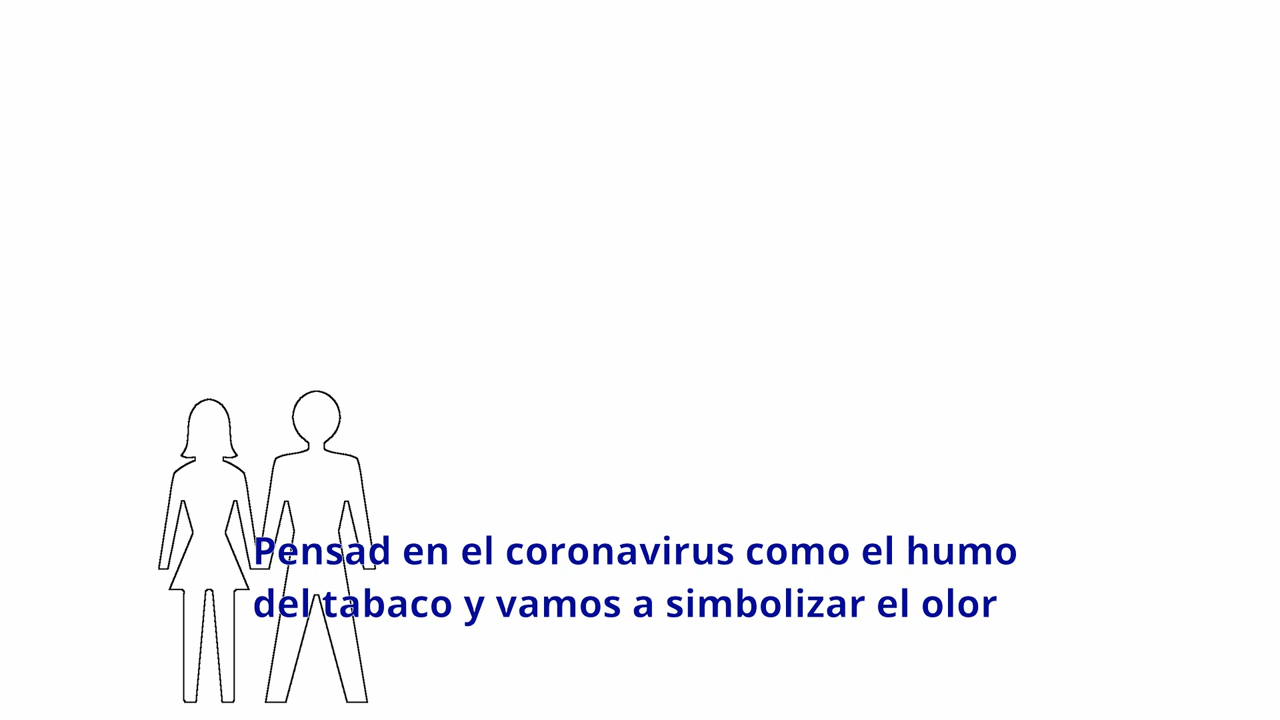 Pensad en el coronavirus como el humo
del tabaco y vamos a simbolizar el olor